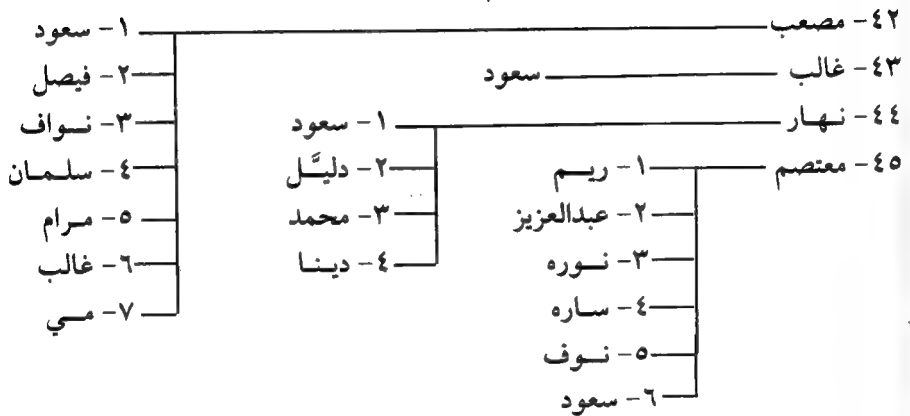 ٤٢- مصعب
١- سعود
٢- فيصل
٣- نواف
٤- سلمان
٥- مرام
٦- غالب
٧- مي
٤٣- غالب
سعود
٤٤- نهار
١- سعود
٢- دليَّل
٣- محمد
٤- دينا
٤٥- معتصم
١- ريم
٢- عبدالعزيز
٣- نوره
٤- ساره
٥- نوف
٦- سعود